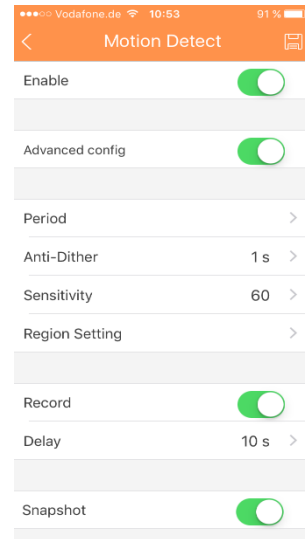 Vodafone.de 10:53 91 %
Motion Detect
Enable
Advanced config
Period
Anti-Dither 1 s
Sensitivity 60
Region Setting
Record
Delay 10 s
Snapshot